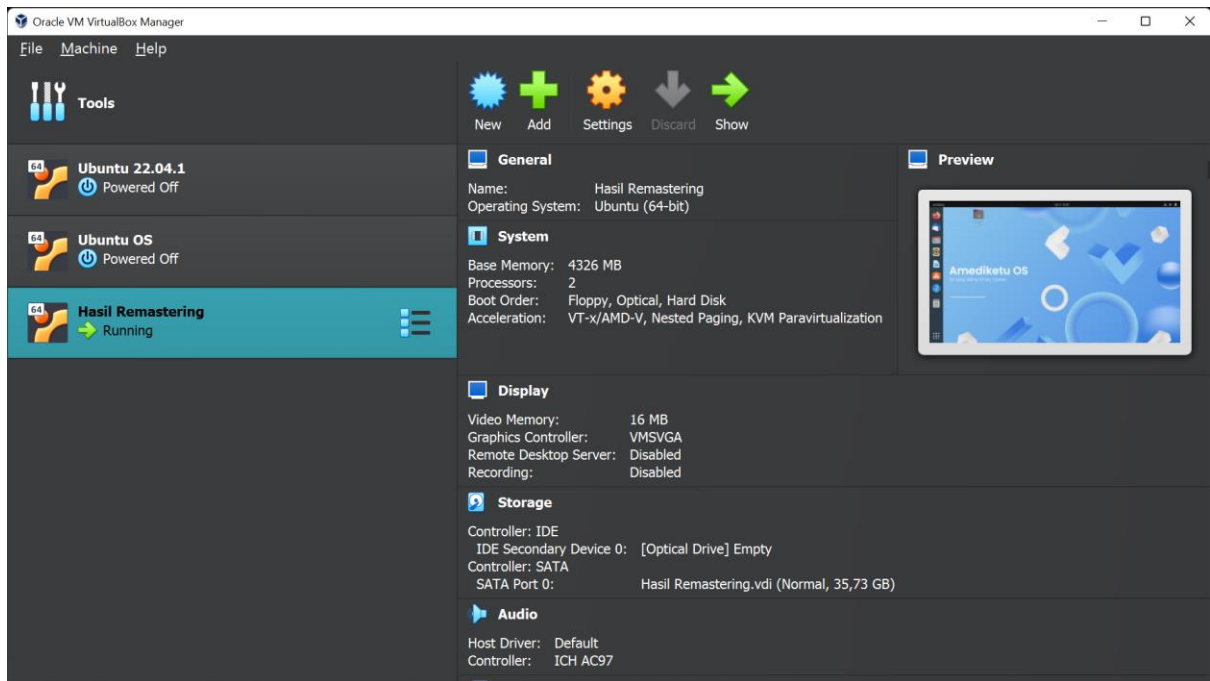 Oracle VM VirtualBox Manager
File Machine Help
Tools
New Add Settings Discard Show
64
Ubuntu 22.04.1
Powered Off
64
Ubuntu OS
Powered Off
64
Hasil Remastering
Running
General
Name: Hasil Remastering
Operating System: Ubuntu (64-bit)
System
Base Memory: 4326 MB
Processors: 2
Boot Order: Floppy, Optical, Hard Disk
Acceleration: VT-x/AMD-V, Nested Paging, KVM Paravirtualization
Preview
Amediketu OS
Display
Video Memory: 16 MB
Graphics Controller: VMSVGA
Remote Desktop Server: Disabled
Recording: Disabled
Storage
Controller: IDE
IDE Secondary Device 0: [Optical Drive] Empty
Controller: SATA
SATA Port 0: Hasil Remastering.vdi (Normal, 35,73 GB)
Audio
Host Driver: Default
Controller: ICH AC97